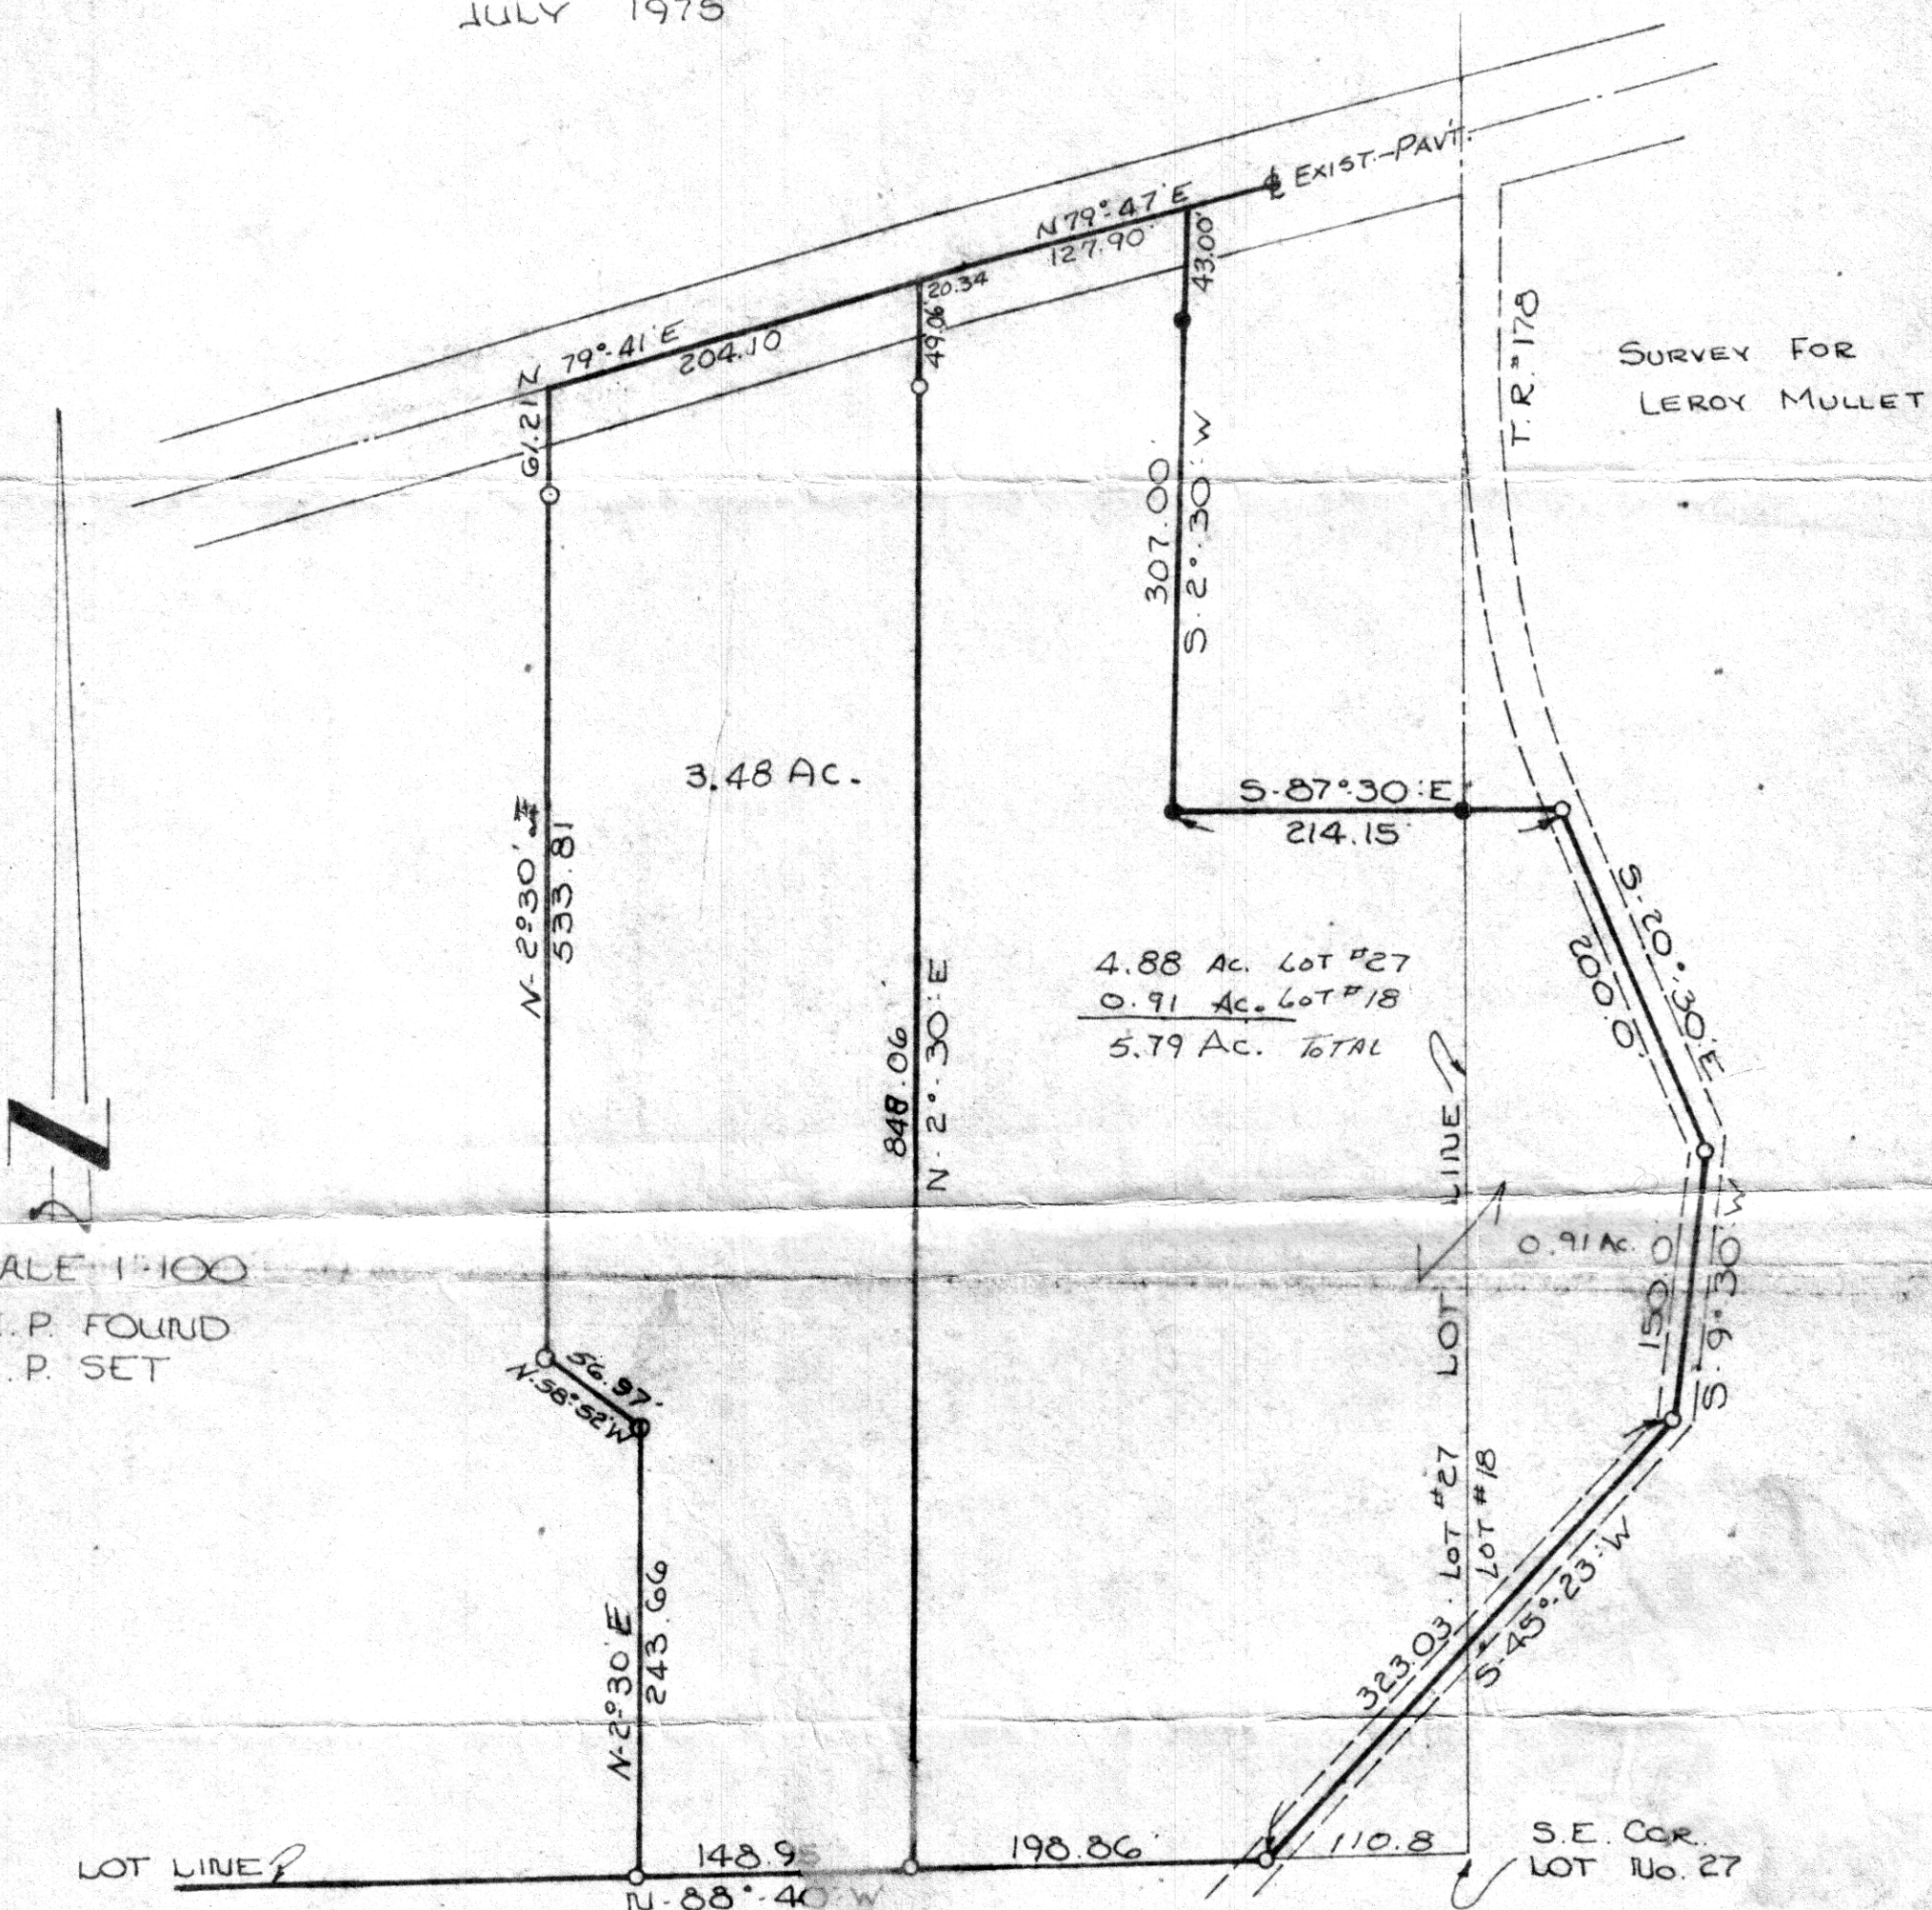 JULY 1975
℄ EXIST.-PAVT.
N 79°-47' E
127.90'
43.00'
20.34
49.06'
N 79°-41' E
204.10
61.21
T.R.#178
SURVEY FOR
LEROY MULLET
307.00'
S-2°-30' W
3.48 AC.
S-87°-30' E
214.15'
N-2°30'
533.81
S-20°-30' E
200.0'
4.88 AC. LOT #27
0.91 AC. LOT #18
5.79 AC. TOTAL
848.06
N-2°-30' E
LOT LINE
N
0.91 AC.
150.0
S-9°-30' W
ALE 1"-100
.P. FOUND
.P. SET
56.97'
N-58°-52' W
LOT #27
LOT #18
N-2°30' E
243.66
323.03
S-45°-23' W
LOT LINE
148.95
198.86'
110.8
S.E. COR.
LOT No. 27
N-88°-40' W